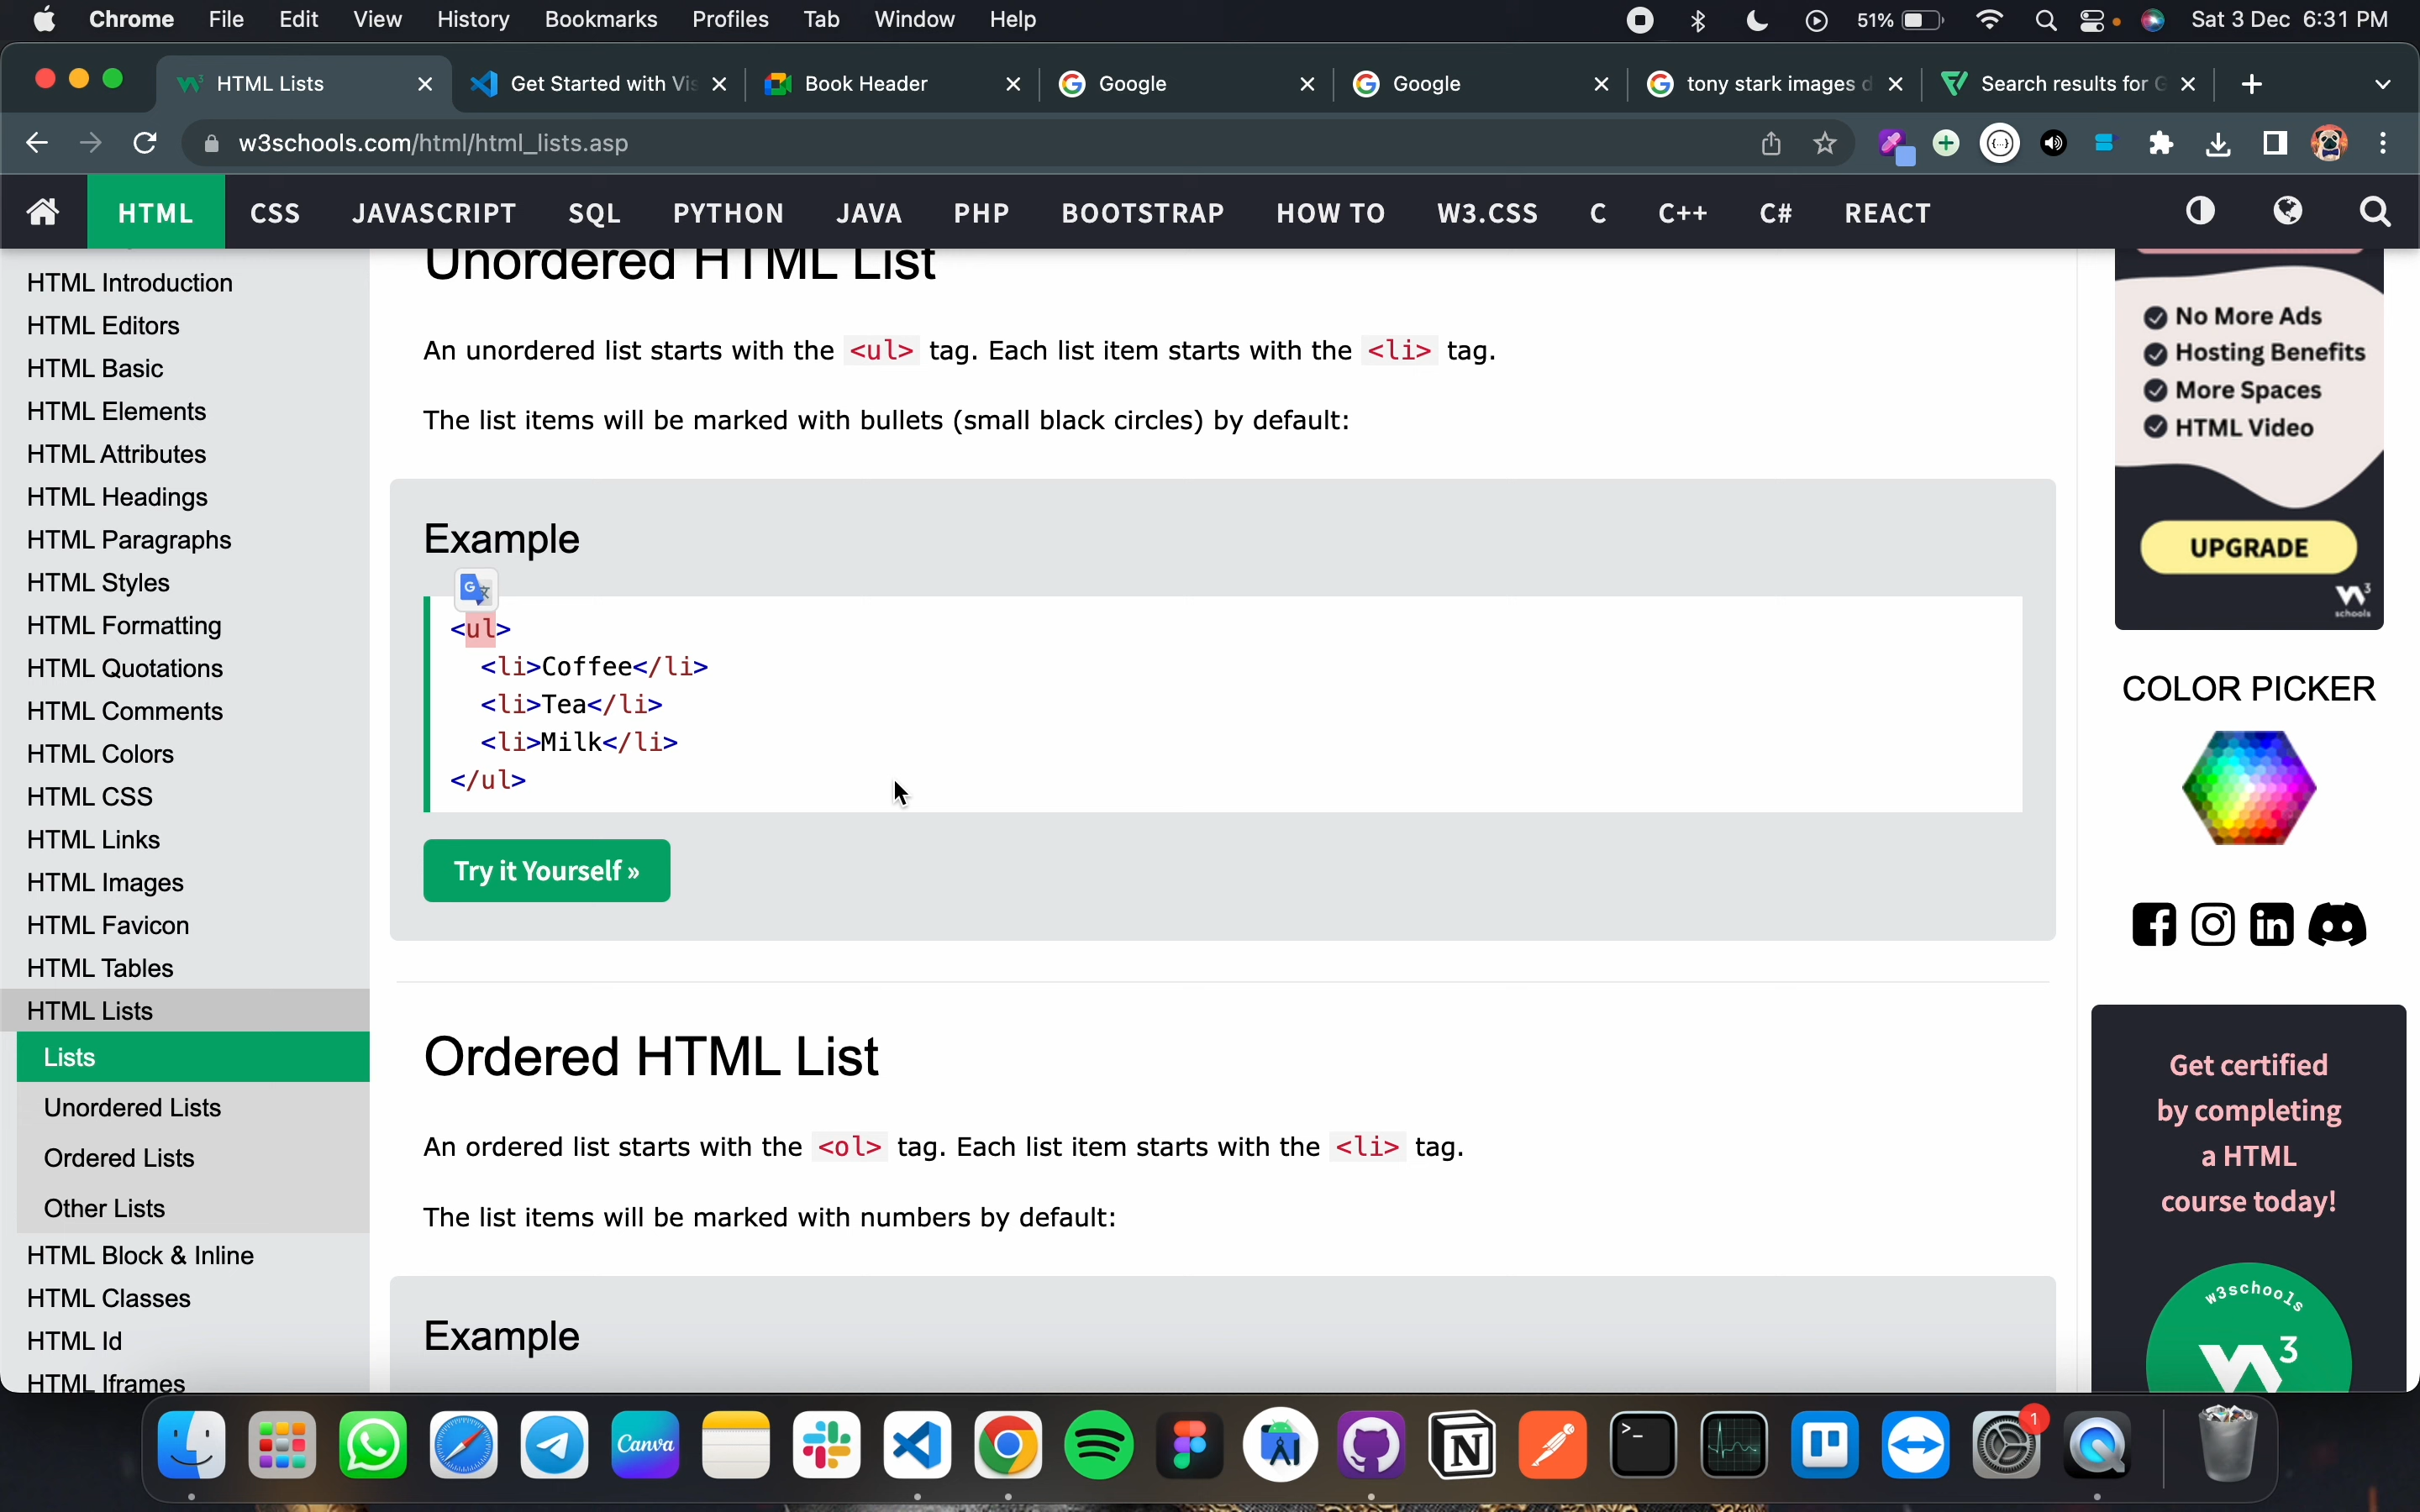 Chrome File Edit View History Bookmarks Profiles Tab Window Help 51% Sat 3 Dec 6:31 PM
HTML Lists Get Started with Vis Book Header Google Google tony stark images d Search results for G
w3schools.com/html/html_lists.asp
HTML CSS JAVASCRIPT SQL PYTHON JAVA PHP BOOTSTRAP HOW TO W3.CSS C C++ C# REACT
HTML Introduction
HTML Editors
HTML Basic
HTML Elements
HTML Attributes
HTML Headings
HTML Paragraphs
HTML Styles
HTML Formatting
HTML Quotations
HTML Comments
HTML Colors
HTML CSS
HTML Links
HTML Images
HTML Favicon
HTML Tables
HTML Lists
Lists
Unordered Lists
Ordered Lists
Other Lists
HTML Block & Inline
HTML Classes
HTML Id
HTML Iframes
Unordered HTML List
An unordered list starts with the <ul> tag. Each list item starts with the <li> tag.
The list items will be marked with bullets (small black circles) by default:
Example
<ul>
<li>Coffee</li>
<li>Tea</li>
<li>Milk</li>
</ul>
Try it Yourself »
Ordered HTML List
An ordered list starts with the <ol> tag. Each list item starts with the <li> tag.
The list items will be marked with numbers by default:
Example
No More Ads
Hosting Benefits
More Spaces
HTML Video
UPGRADE
W3
schools
COLOR PICKER
Get certified
by completing
a HTML
course today!
w3schools
W3
Canva
1